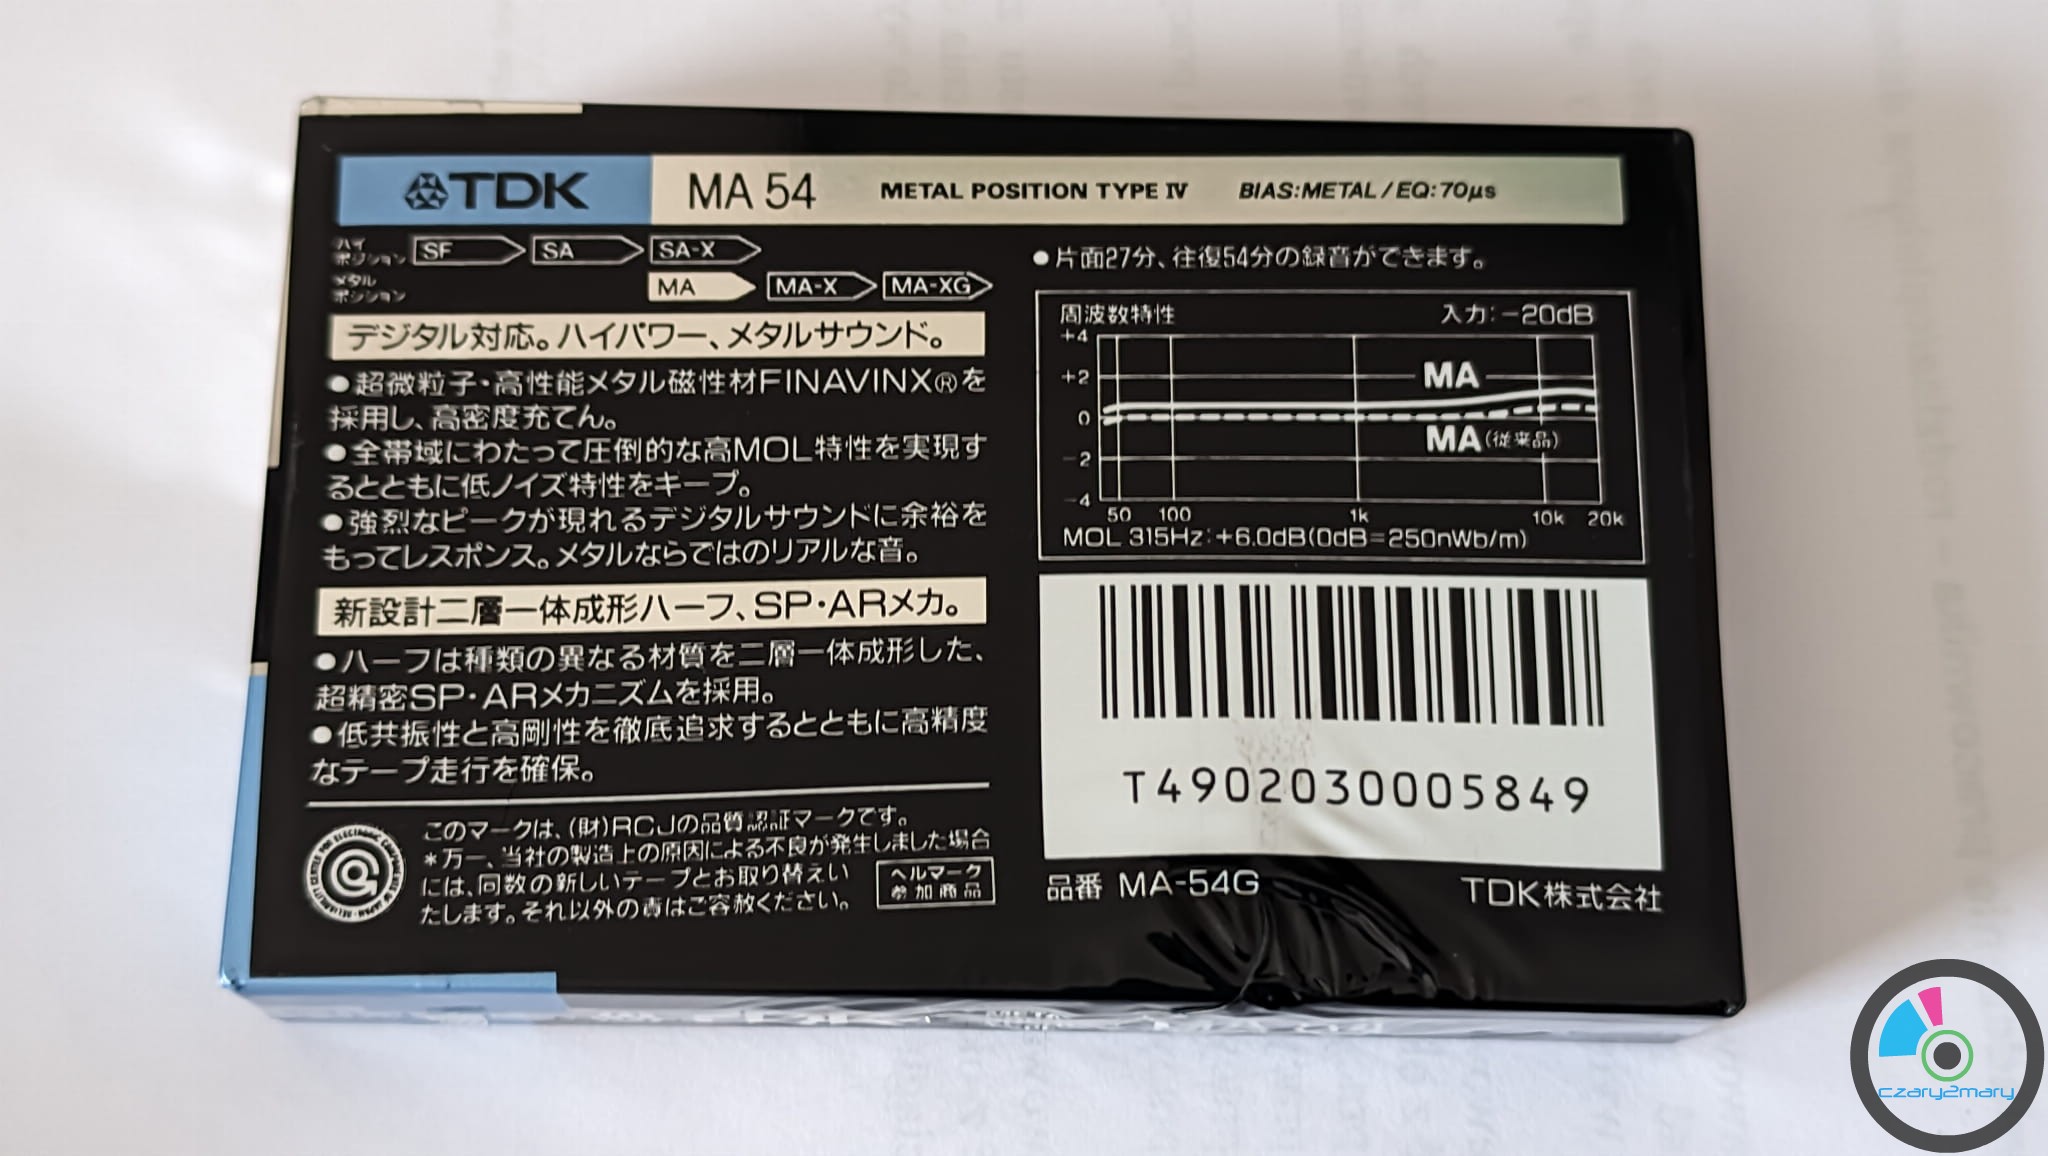 TDK MA 54 METAL POSITION TYPE IV BIAS:METAL/EQ:70μs
ハイポジション SF SA SA-X
メタルポジション MA MA-X MA-XG
デジタル対応。ハイパワー、メタルサウンド。
●超微粒子・高性能メタル磁性材FINAVINX®を
採用し、高密度充てん。
●全帯域にわたって圧倒的な高MOL特性を実現す
るとともに低ノイズ特性をキープ。
●強烈なピークが現れるデジタルサウンドに余裕を
もってレスポンス。メタルならではのリアルな音。
新設計二層一体成形ハーフ、SP・ARメカ。
●ハーフは種類の異なる材質を二層一体成形した、
超精密SP・ARメカニズムを採用。
●低共振性と高剛性を徹底追求するとともに高精度
なテープ走行を確保。
このマークは、(財)RCJの品質認証マークです。
*万一、当社の製造上の原因による不良が発生しました場合
には、同数の新しいテープとお取り替えい
たします。それ以外の責はご容赦ください。
ベルマーク
参加商品
●片面27分、往復54分の録音ができます。
周波数特性 入力:-20dB
+4
+2
0
-2
-4
MA
MA(従来品)
50 100 1k 10k 20k
MOL 315Hz:+6.0dB(0dB=250nWb/m)
T4902030005849
品番 MA-54G TDK株式会社
czary2mary